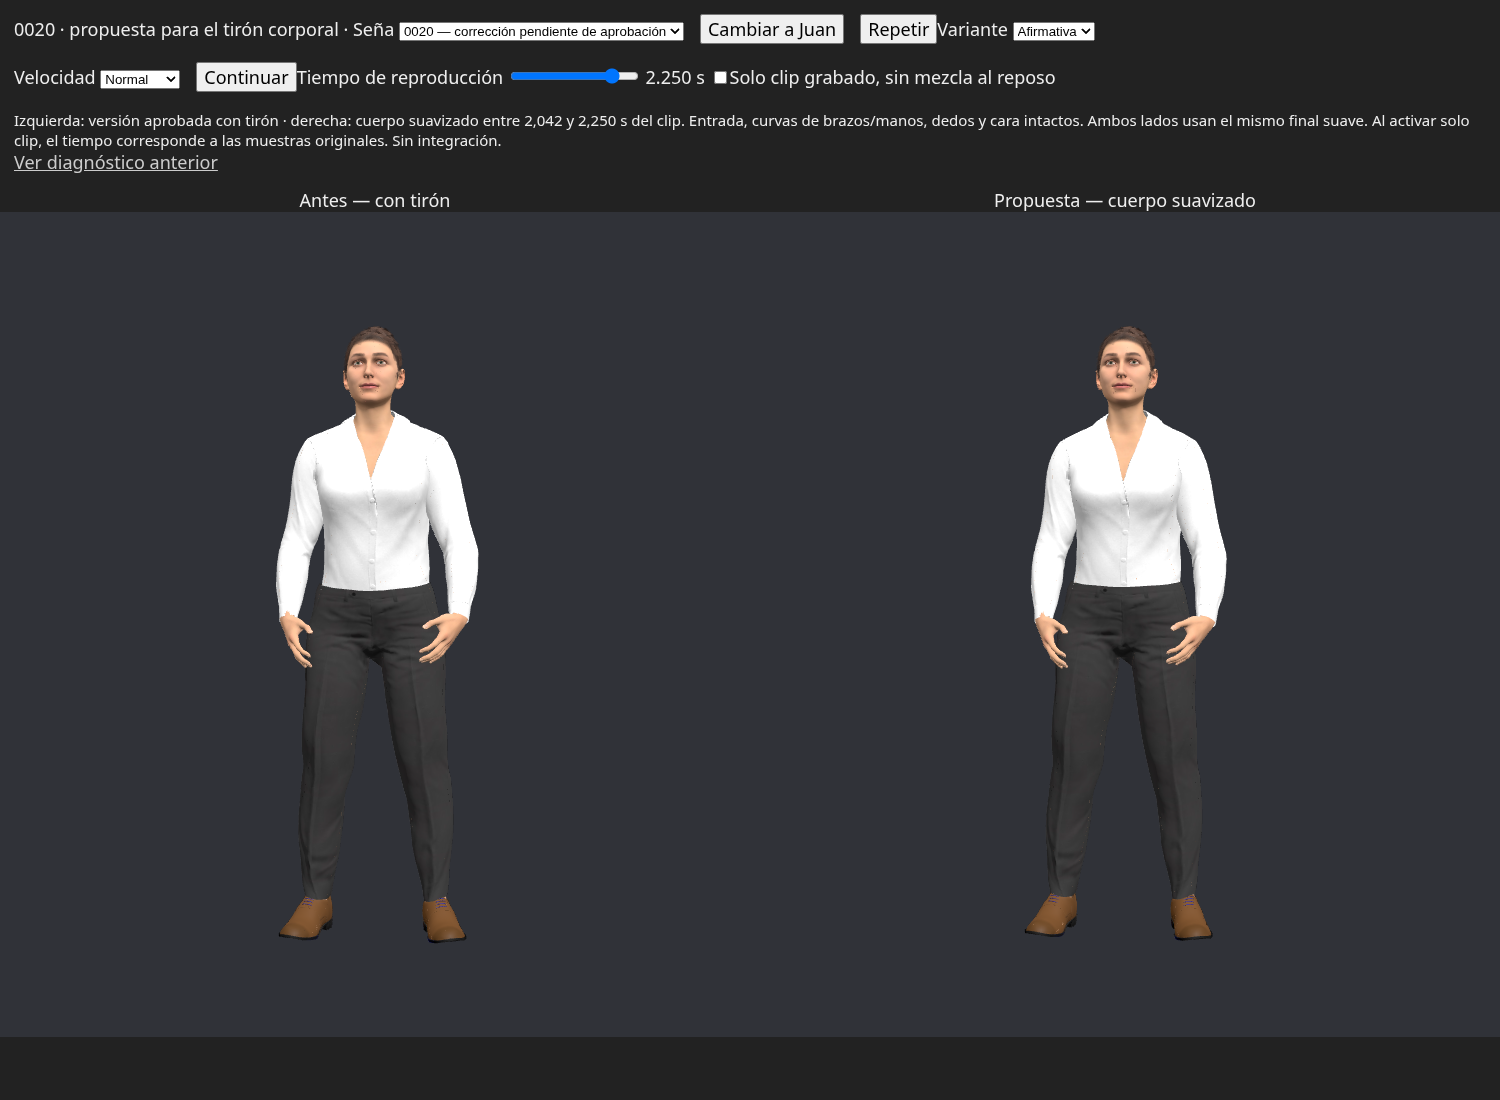 0020 · propuesta para el tirón corporal · Seña 0020 — corrección pendiente de aprobación Cambiar a Juan Repetir Variante Afirmativa
Velocidad Normal Continuar Tiempo de reproducción 2.250 s Solo clip grabado, sin mezcla al reposo
Izquierda: versión aprobada con tirón · derecha: cuerpo suavizado entre 2,042 y 2,250 s del clip. Entrada, curvas de brazos/manos, dedos y cara intactos. Ambos lados usan el mismo final suave. Al activar solo
clip, el tiempo corresponde a las muestras originales. Sin integración.
Ver diagnóstico anterior
Antes — con tirón Propuesta — cuerpo suavizado